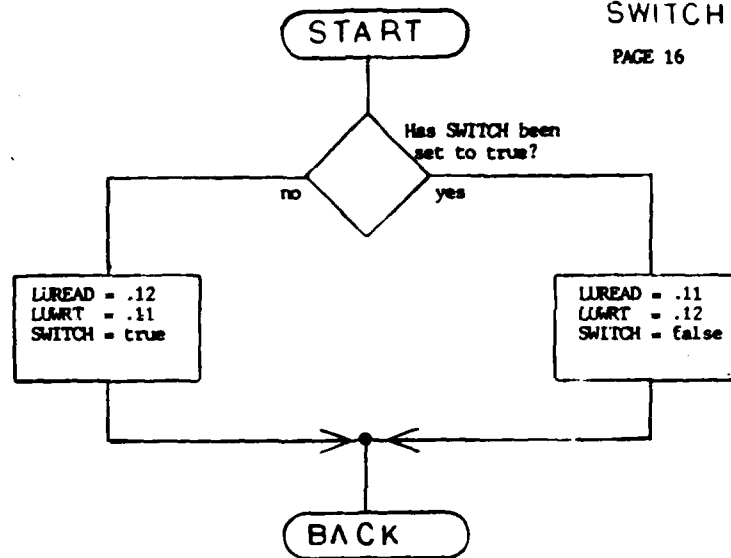 SWITCH
START
PAGE 16
Has SWITCH been
set to true?
no
yes
LUREAD = .12
LUWRT = .11
SWITCH = true
LUREAD = .11
LUWRT = .12
SWITCH = false
BACK